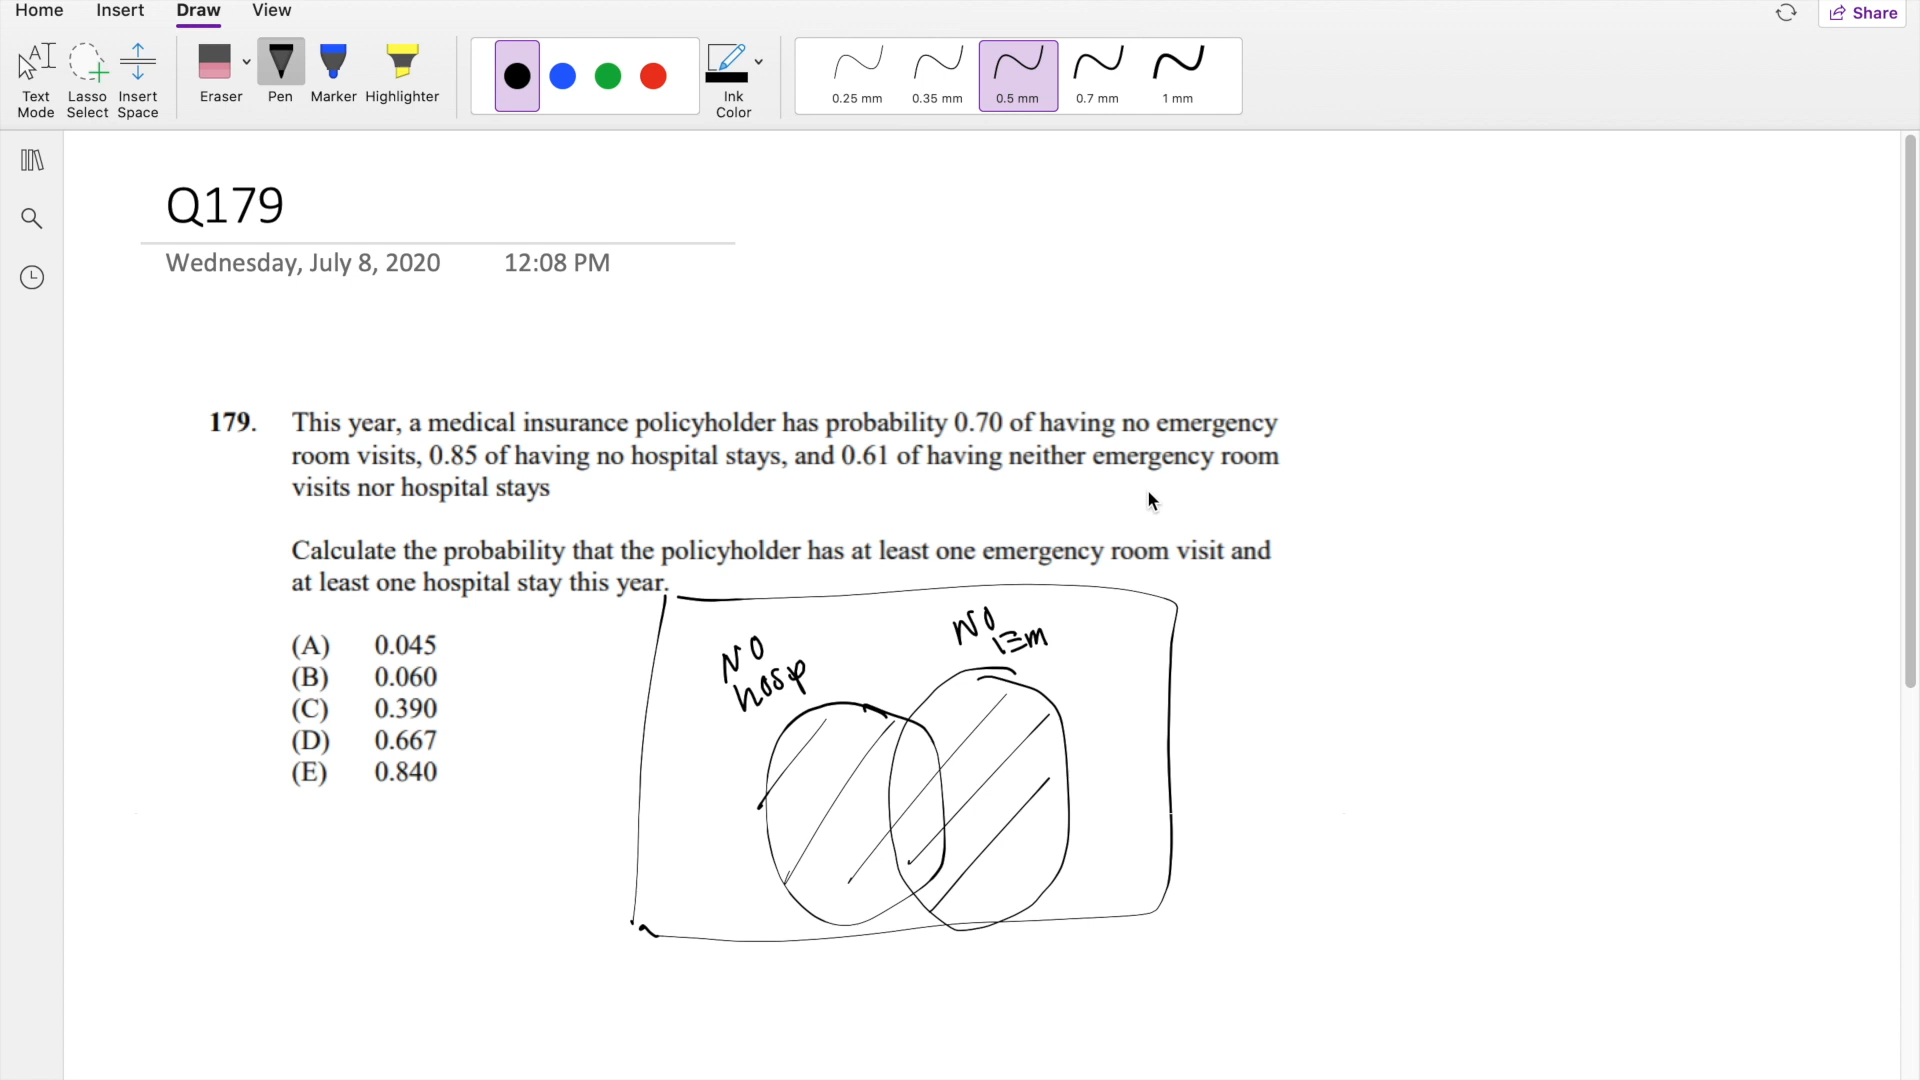 Home Insert Draw View Share
Text Mode
Lasso Select
Insert Space
Eraser
Pen
Marker
Highlighter
Ink Color
0.25 mm
0.35 mm
0.5 mm
0.7 mm
1 mm
Q179
Wednesday, July 8, 2020 12:08 PM
179. This year, a medical insurance policyholder has probability 0.70 of having no emergency
room visits, 0.85 of having no hospital stays, and 0.61 of having neither emergency room
visits nor hospital stays
Calculate the probability that the policyholder has at least one emergency room visit and
at least one hospital stay this year.
(A) 0.045
(B) 0.060
(C) 0.390
(D) 0.667
(E) 0.840
NO
hosp
NO
Em